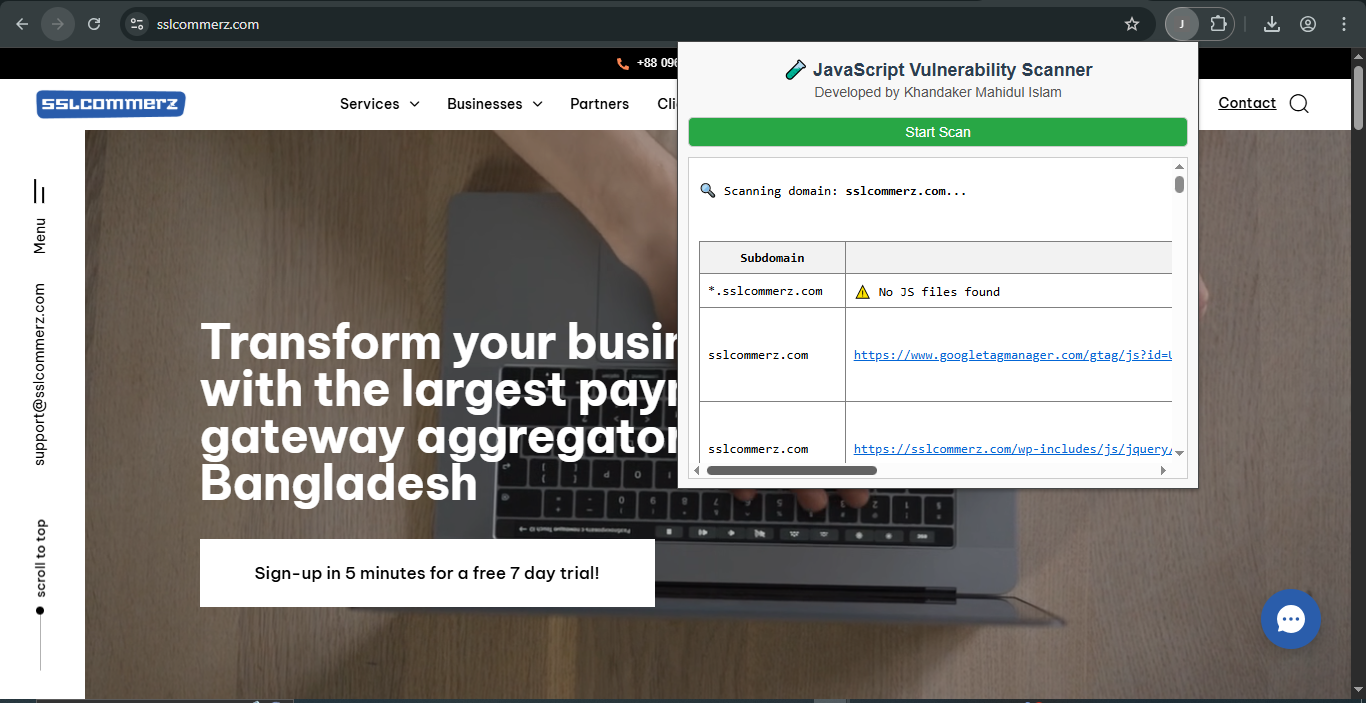 sslcommerz.com
J
+88 096
SSLCOMMERZ
Services
Businesses
Partners
Cli
Contact
JavaScript Vulnerability Scanner
Developed by Khandaker Mahidul Islam
Start Scan
Scanning domain: sslcommerz.com...
Subdomain
*.sslcommerz.com
No JS files found
sslcommerz.com
https://www.googletagmanager.com/gtag/js?id=
sslcommerz.com
https://sslcommerz.com/wp-includes/js/jquery
Menu
support@sslcommerz.com
scroll to top
Transform your busin
with the largest payr
gateway aggregator
Bangladesh
Sign-up in 5 minutes for a free 7 day trial!